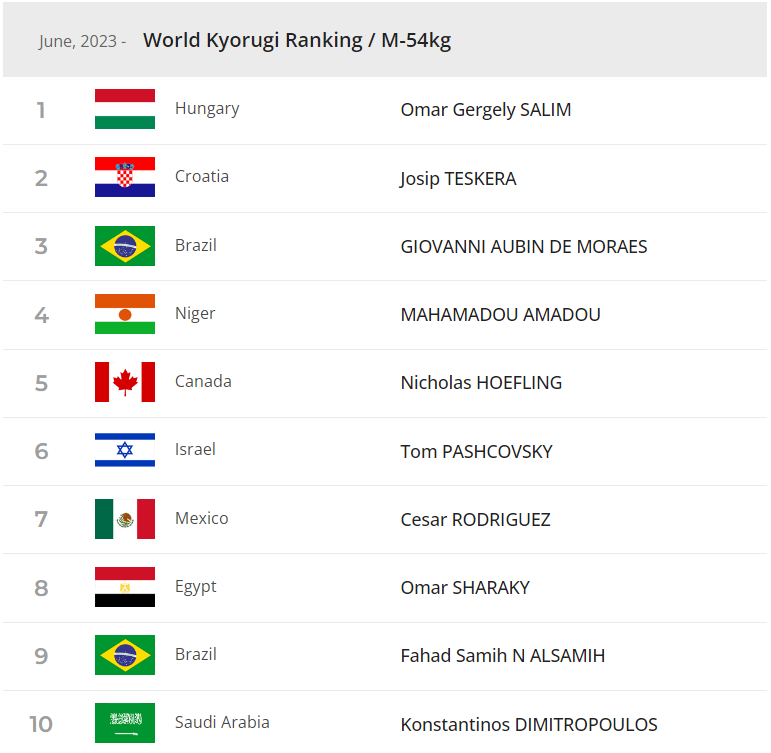 June, 2023 - World Kyorugi Ranking / M-54kg
1 Hungary Omar Gergely SALIM
2 Croatia Josip TESKERA
3 Brazil GIOVANNI AUBIN DE MORAES
4 Niger MAHAMADOU AMADOU
5 Canada Nicholas HOEFLING
6 Israel Tom PASHCOVSKY
7 Mexico Cesar RODRIGUEZ
8 Egypt Omar SHARAKY
9 Brazil Fahad Samih N ALSAMIH
10 Saudi Arabia Konstantinos DIMITROPOULOS